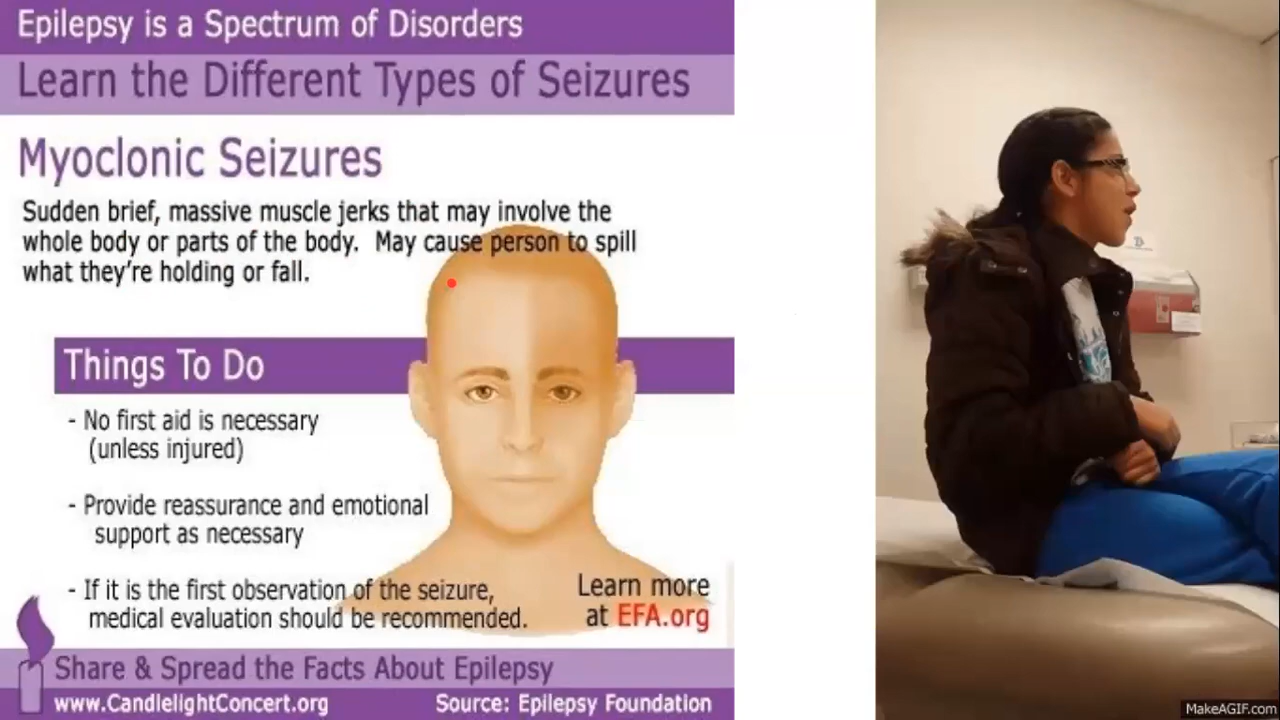 Epilepsy is a Spectrum of Disorders
Learn the Different Types of Seizures
Myoclonic Seizures
Sudden brief, massive muscle jerks that may involve the
whole body or parts of the body.  May cause person to spill
what they're holding or fall.
Things To Do
- No first aid is necessary
(unless injured)
- Provide reassurance and emotional
support as necessary
- If it is the first observation of the seizure,
medical evaluation should be recommended.
Learn more
at EFA.org
Share & Spread the Facts About Epilepsy
www.CandlelightConcert.org
Source: Epilepsy Foundation
MakeAGIF.com